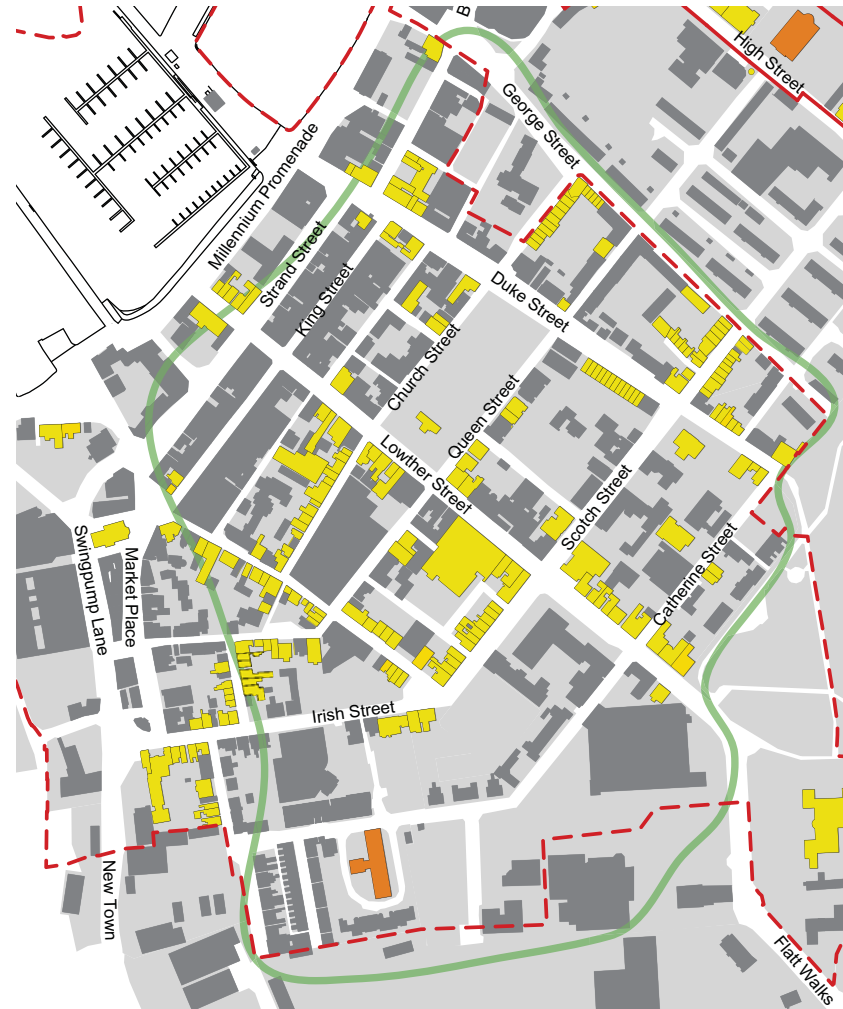 B
High Street
George Street
Millennium Promenade
Strand Street
King Street
Duke Street
Church Street
Queen Street
Lowther Street
Scotch Street
Catherine Street
Swingpump Lane
Market Place
Irish Street
New Town
Flatt Walks